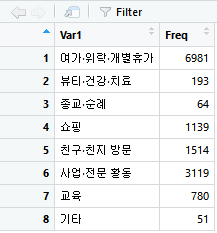 Filter
Var1 Freq
1 여가·위락·개별휴가 6981
2 뷰티·건강·치료 193
3 종교·순례 64
4 쇼핑 1139
5 친구·친지 방문 1514
6 사업·전문 활동 3119
7 교육 780
8 기타 51